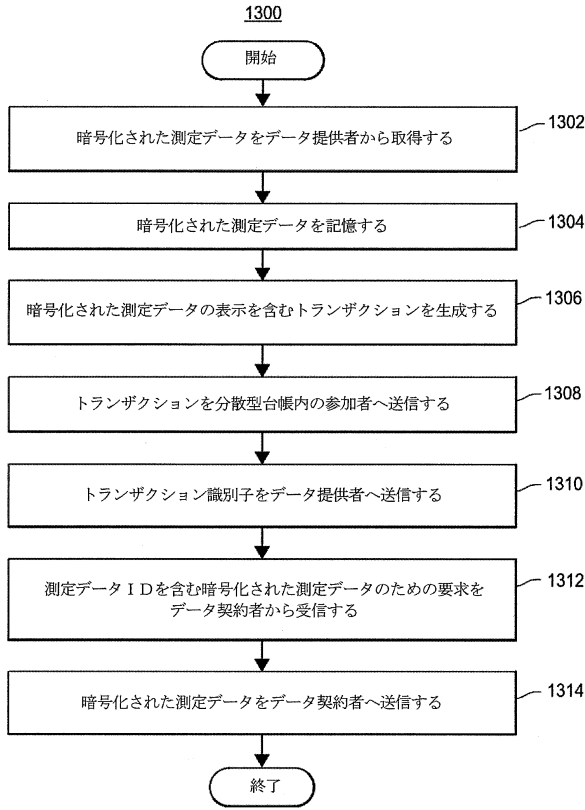 1300
開始
暗号化された測定データをデータ提供者から取得する
1302
暗号化された測定データを記憶する
1304
暗号化された測定データの表示を含むトランザクションを生成する
1306
トランザクションを分散型台帳内の参加者へ送信する
1308
トランザクション識別子をデータ提供者へ送信する
1310
測定データＩＤを含む暗号化された測定データのための要求を
データ契約者から受信する
1312
暗号化された測定データをデータ契約者へ送信する
1314
終了